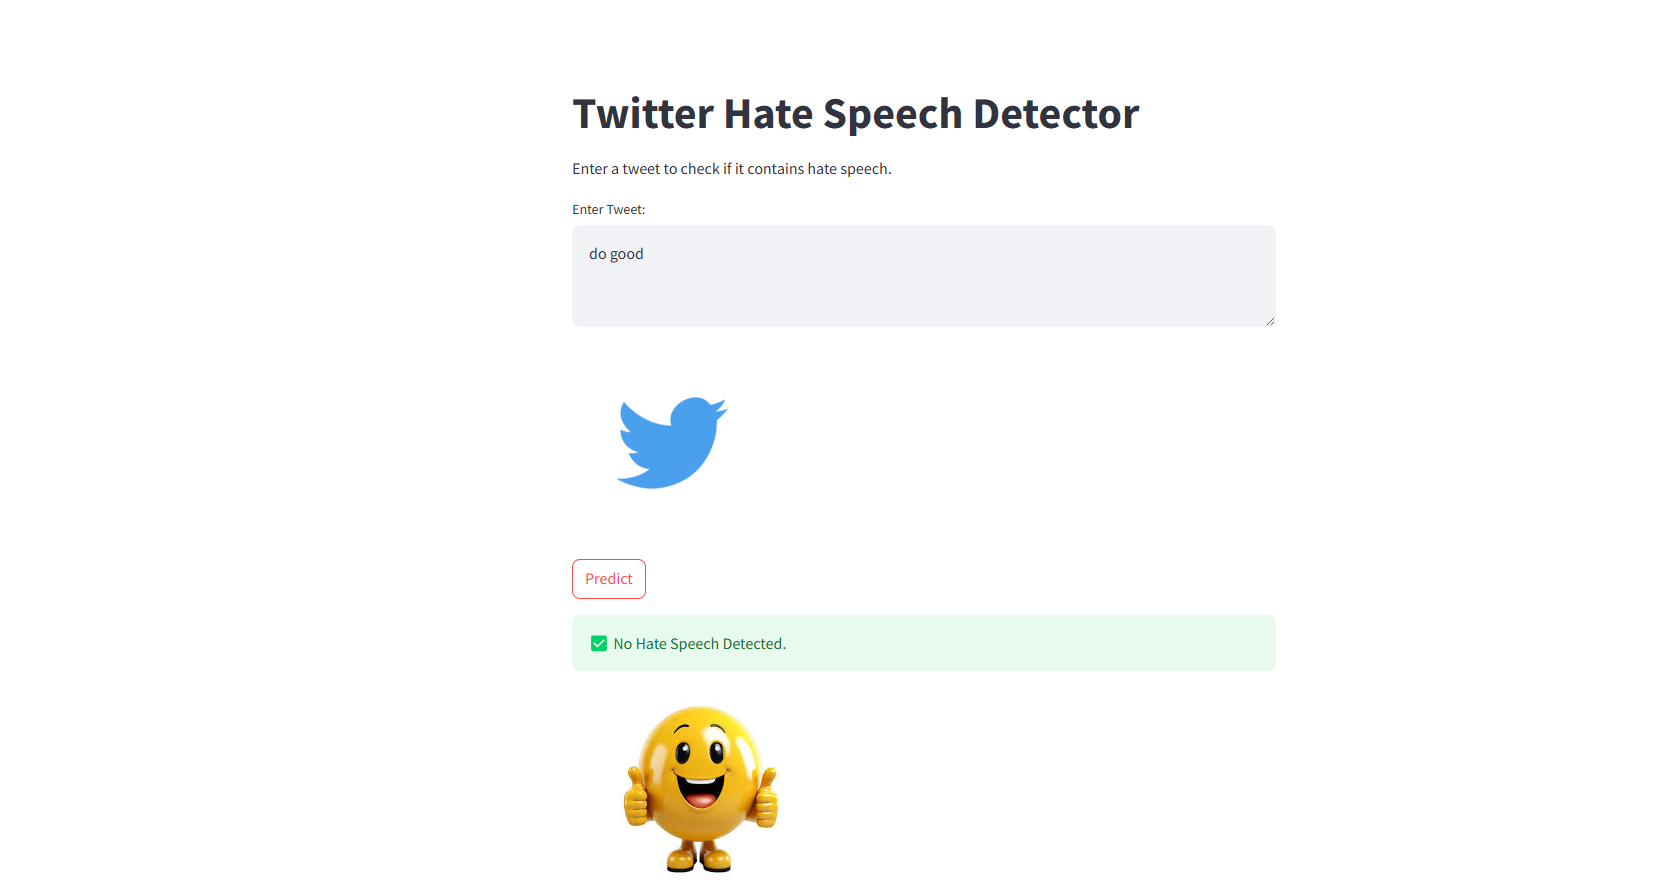 Twitter Hate Speech Detector
Enter a tweet to check if it contains hate speech.
Enter Tweet:
do good
Predict
✅ No Hate Speech Detected.